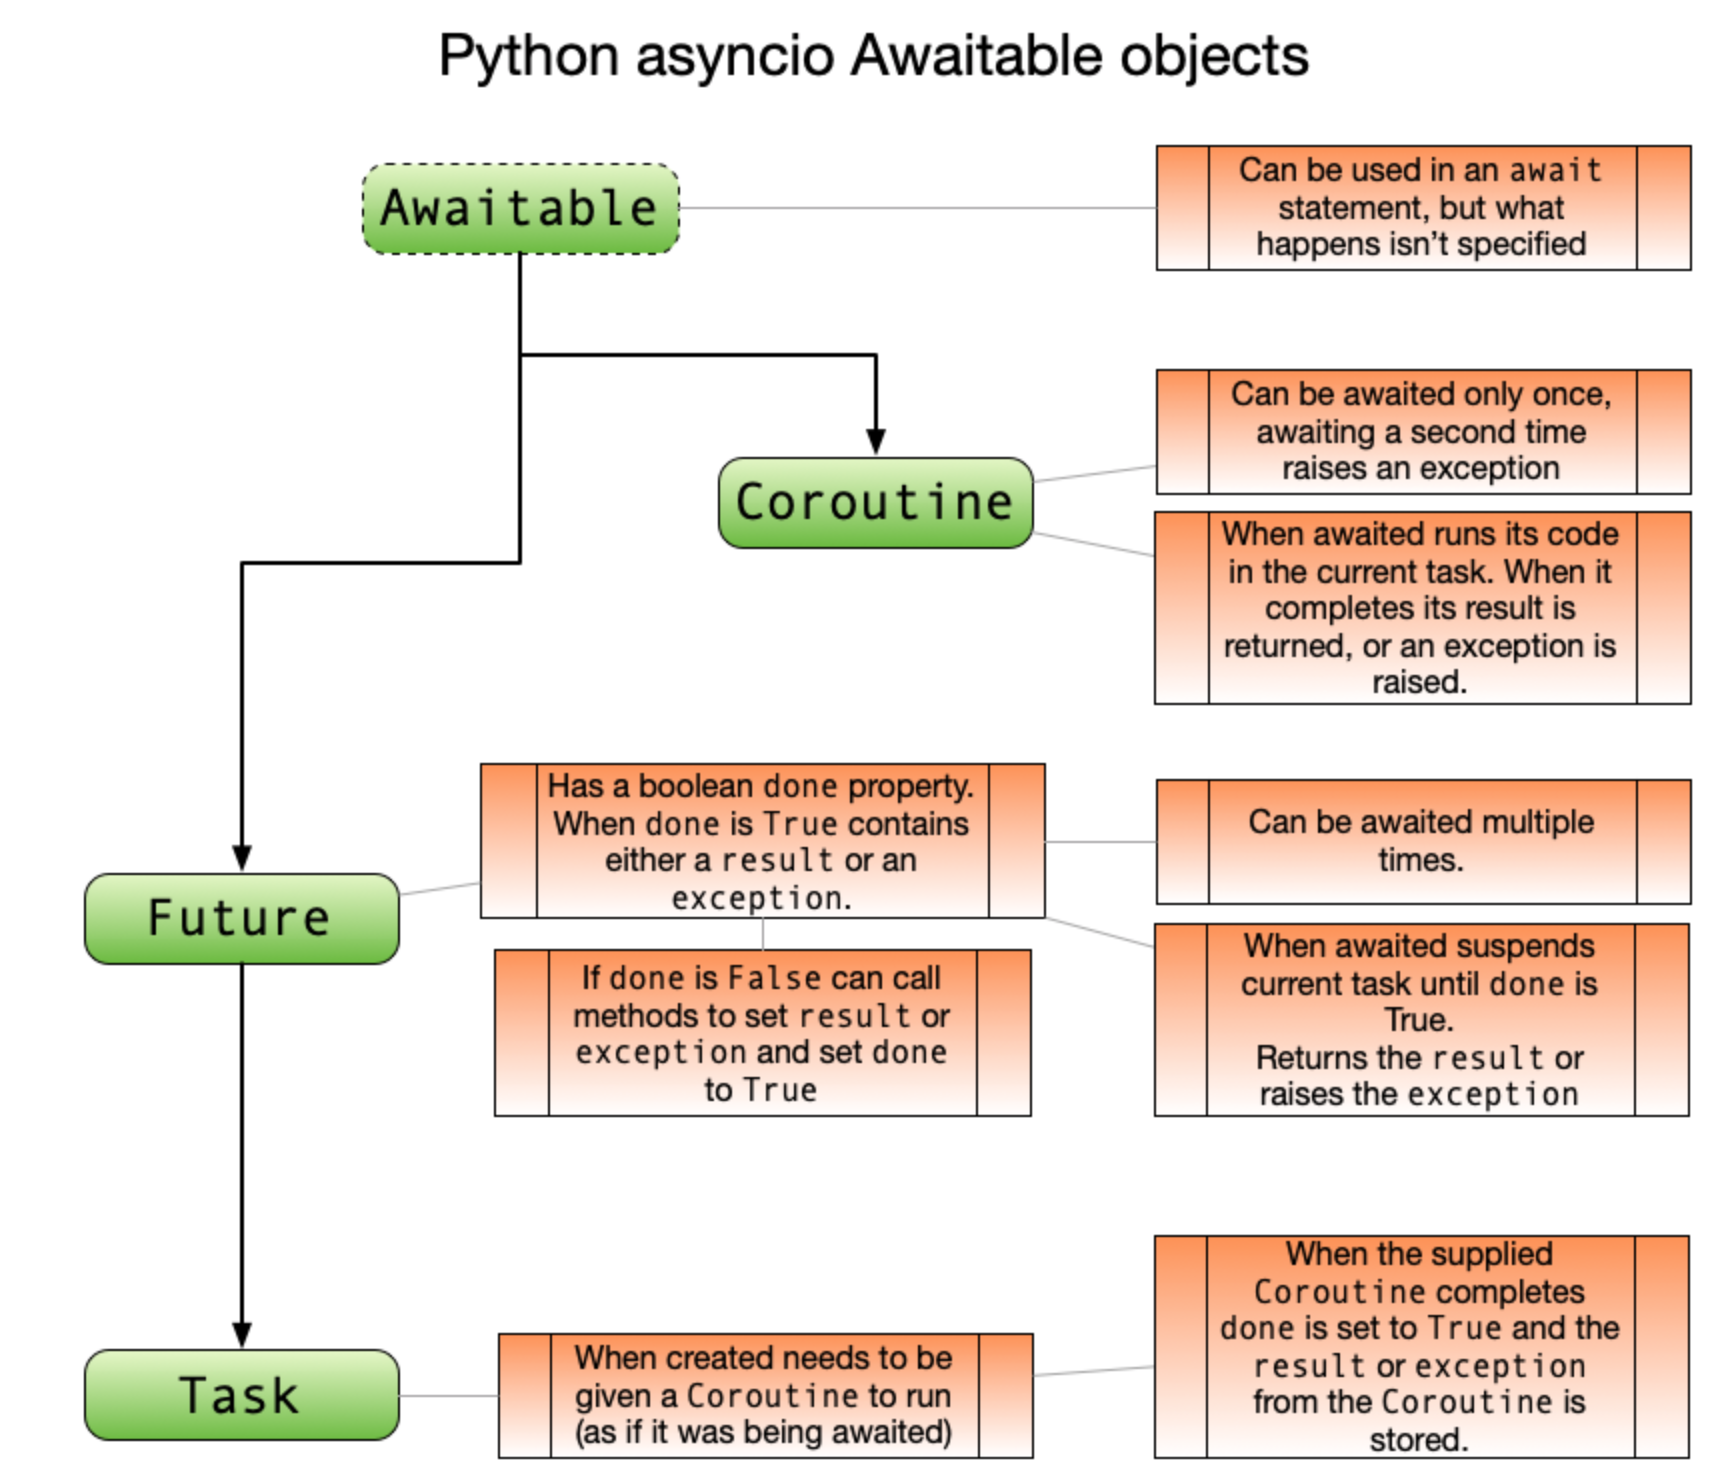 Python asyncio Awaitable objects
Awaitable
Can be used in an await
statement, but what
happens isn’t specified
Can be awaited only once,
awaiting a second time
raises an exception
Coroutine
When awaited runs its code
in the current task. When it
completes its result is
returned, or an exception is
raised.
Has a boolean done property.
When done is True contains
either a result or an
exception.
Can be awaited multiple
times.
Future
If done is False can call
methods to set result or
exception and set done
to True
When awaited suspends
current task until done is
True.
Returns the result or
raises the exception
Task
When created needs to be
given a Coroutine to run
(as if it was being awaited)
When the supplied
Coroutine completes
done is set to True and the
result or exception
from the Coroutine is
stored.